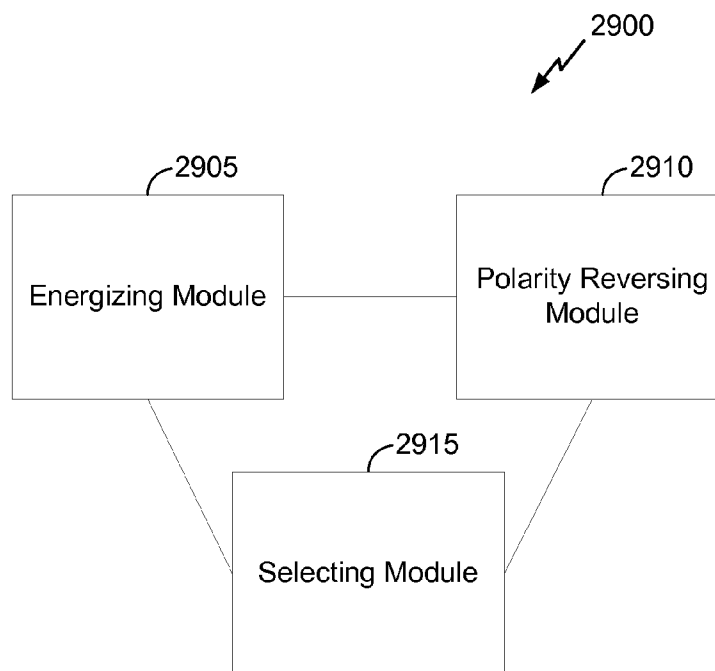 2900
2905
2910
Energizing Module
Polarity Reversing
Module
2915
Selecting Module